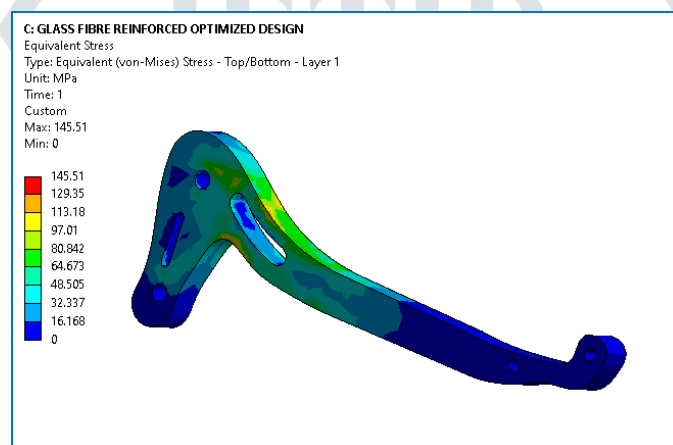 C: GLASS FIBRE REINFORCED OPTIMIZED DESIGN
Equivalent Stress
Type: Equivalent (von-Mises) Stress - Top/Bottom - Layer 1
Unit: MPa
Time: 1
Custom
Max: 145.51
Min: 0
145.51
129.35
113.18
97.01
80.842
64.673
48.505
32.337
16.168
0